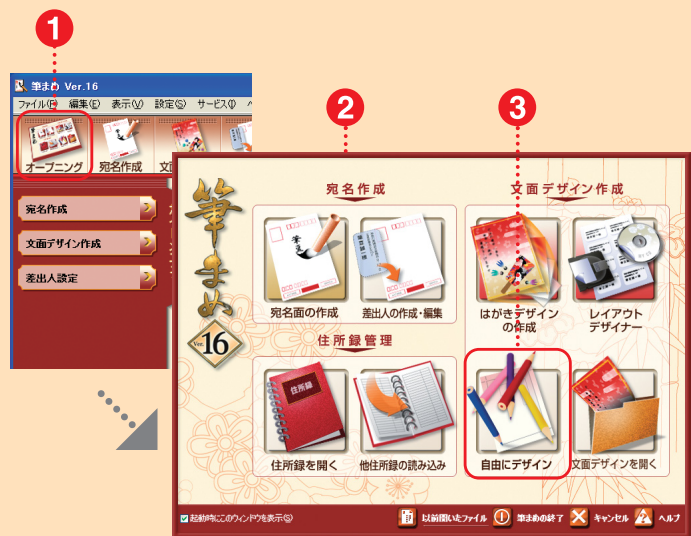 1
筆まめ Ver.16
ファイル(F) 編集(E) 表示(V) 設定(S) サービス(I) ヘ
オープニング 宛名作成 文
宛名作成
文面デザイン作成
差出人設定
2
3
筆まめ
Ver.16
宛名作成
宛名面の作成
差出人の作成・編集
住所録管理
住所録
住所録を開く
他住所録の読み込み
文面デザイン作成
はがきデザイン
の作成
レイアウト
デザイナー
自由にデザイン
文面デザインを開く
起動時にこのウィンドウを表示(S)
以前開いたファイル 筆まめの終了 キャンセル ヘルプ